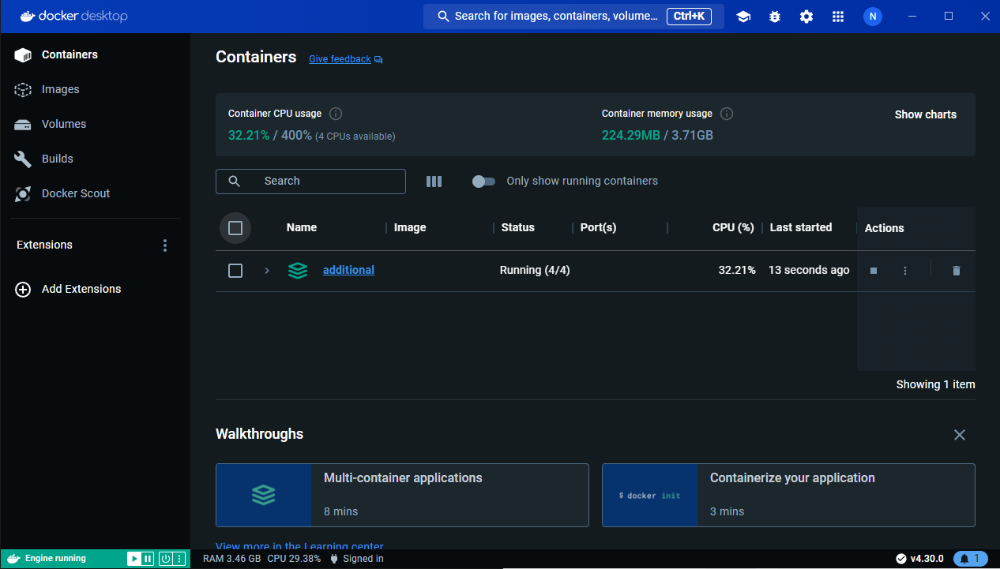 docker desktop
Search for images, containers, volume... Ctrl+K
N
Containers
Images
Volumes
Builds
Docker Scout
Extensions
Add Extensions
Containers Give feedback
Container CPU usage
32.21% / 400% (4 CPUs available)
Container memory usage
224.29MB / 3.71GB
Show charts
Search
Only show running containers
Name Image Status Port(s) CPU (%) Last started Actions
additional Running (4/4) 32.21% 13 seconds ago
Showing 1 item
Walkthroughs
Multi-container applications
8 mins
$ docker init
Containerize your application
3 mins
View more in the Learning center
Engine running
RAM 3.46 GB CPU 29.38% Signed in
v4.30.0
1